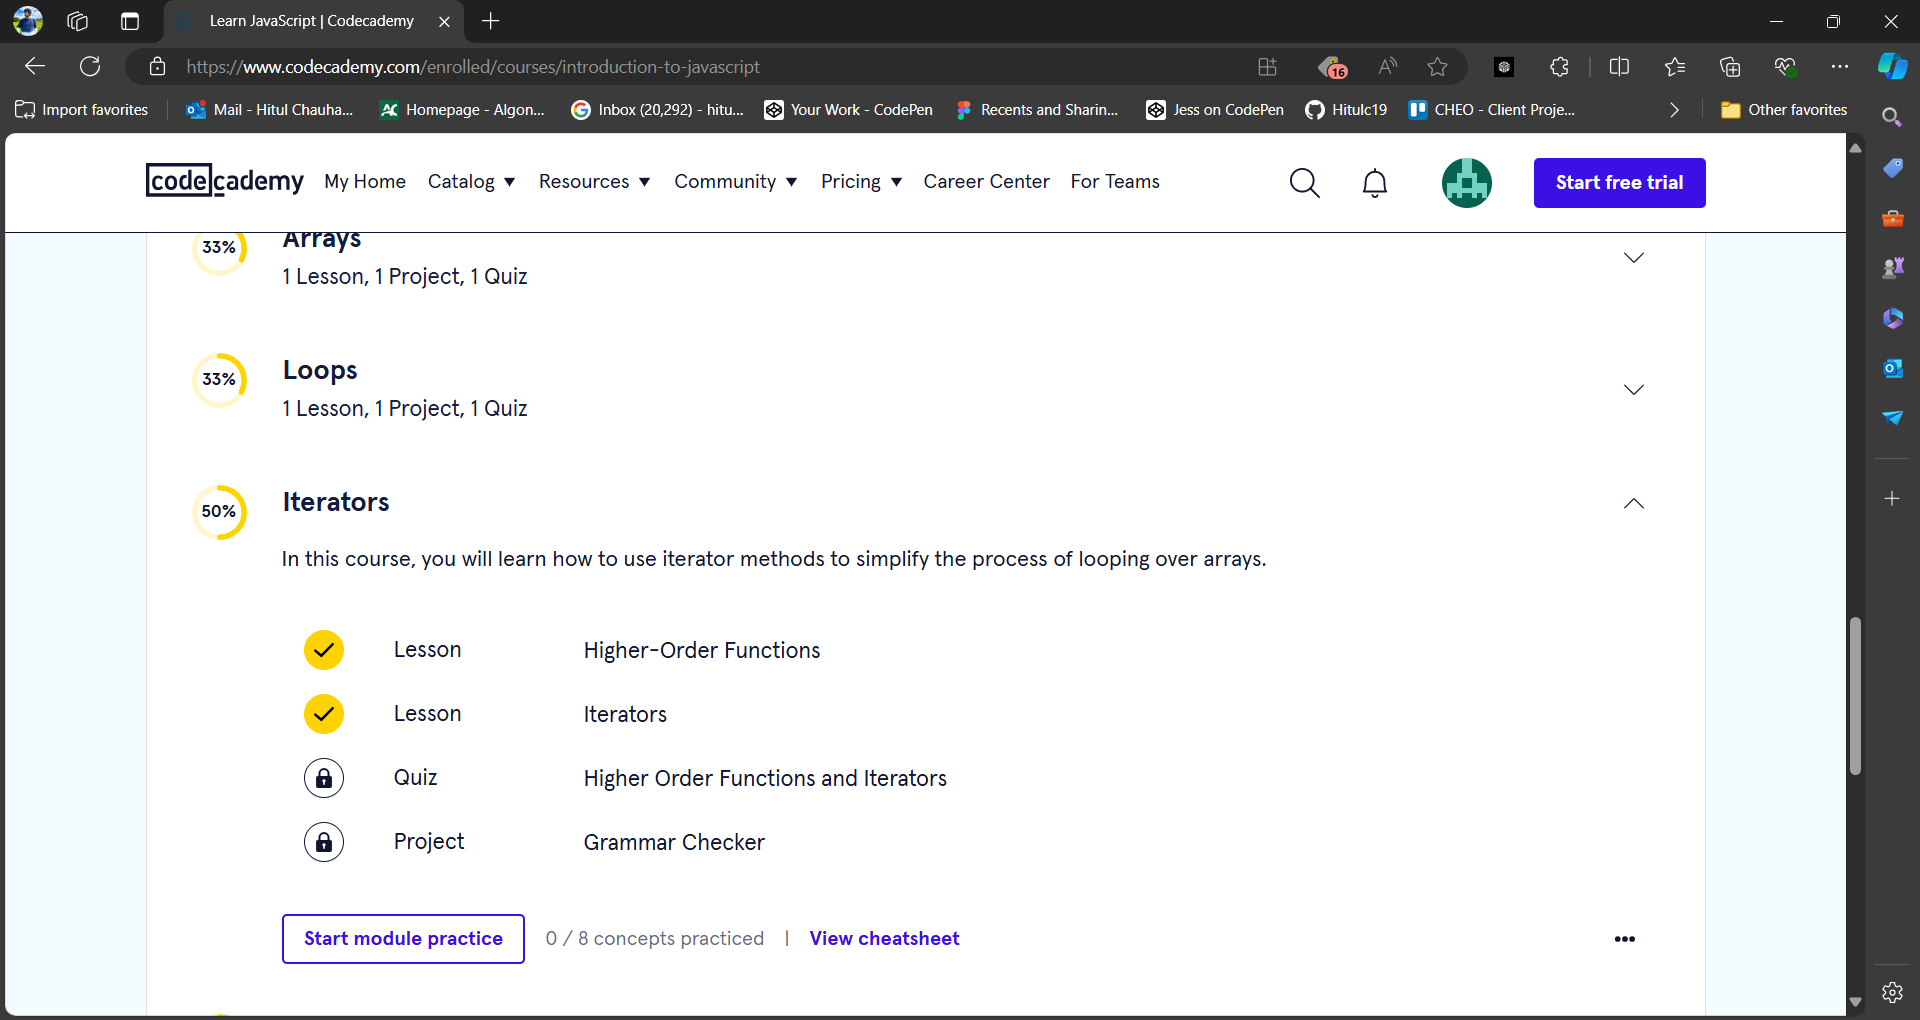 Learn JavaScript | Codecademy
https://www.codecademy.com/enrolled/courses/introduction-to-javascript
16
Import favorites
Mail - Hitul Chauha...
Homepage - Algon...
Inbox (20,292) - hitu...
Your Work - CodePen
Recents and Sharin...
Jess on CodePen
Hitulc19
CHEO - Client Proje...
Other favorites
codecademy
My Home
Catalog
Resources
Community
Pricing
Career Center
For Teams
Start free trial
33%
Arrays
1 Lesson, 1 Project, 1 Quiz
33%
Loops
1 Lesson, 1 Project, 1 Quiz
50%
Iterators
In this course, you will learn how to use iterator methods to simplify the process of looping over arrays.
Lesson Higher-Order Functions
Lesson Iterators
Quiz Higher Order Functions and Iterators
Project Grammar Checker
Start module practice
0 / 8 concepts practiced | View cheatsheet